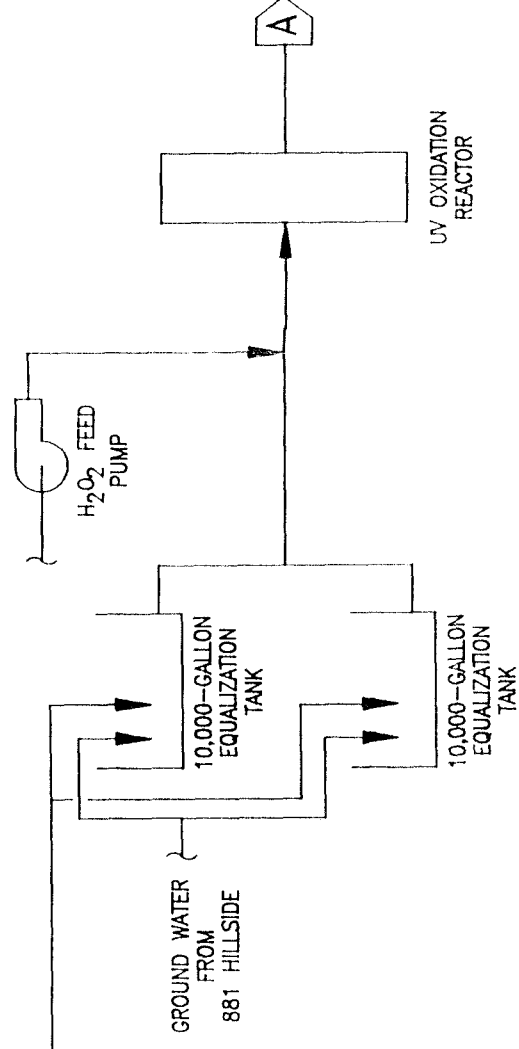 GROUND WATER
FROM
881 HILLSIDE
10,000-GALLON
EQUALIZATION
TANK
10,000-GALLON
EQUALIZATION
TANK
H₂O₂ FEED
PUMP
UV OXIDATION
REACTOR
A